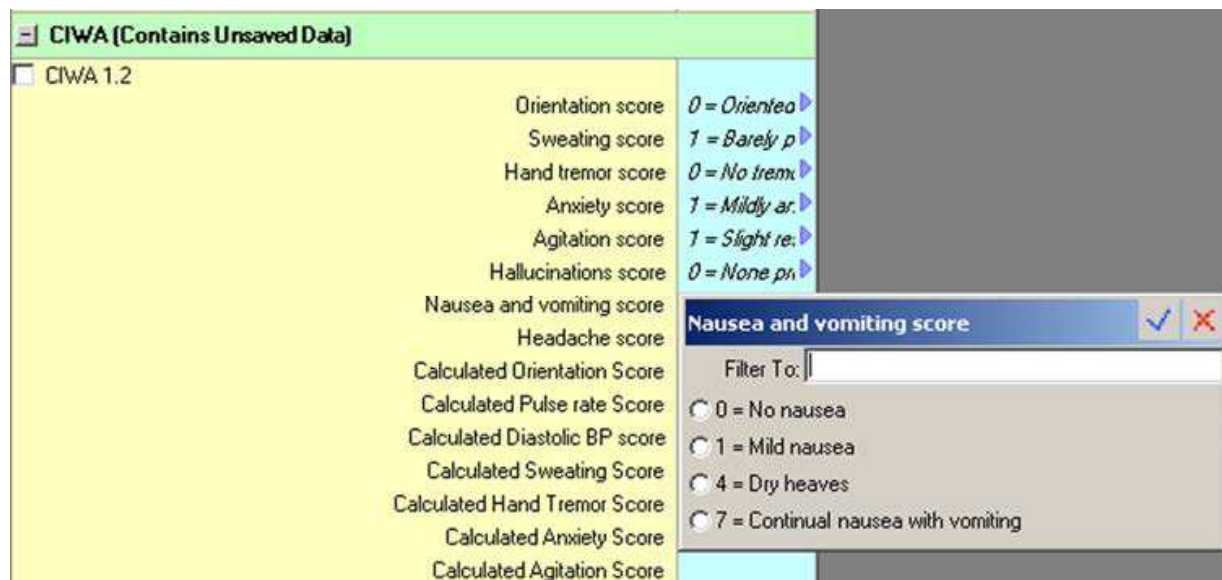 CIWA (Contains Unsaved Data)
CIWA 1.2
Orientation score 0 = Oriented
Sweating score 1 = Barely p
Hand tremor score 0 = No trem
Anxiety score 1 = Mildly an
Agitation score 1 = Slight res
Hallucinations score 0 = None pr
Nausea and vomiting score
Headache score
Calculated Orientation Score
Calculated Pulse rate Score
Calculated Diastolic BP score
Calculated Sweating Score
Calculated Hand Tremor Score
Calculated Anxiety Score
Calculated Agitation Score
Nausea and vomiting score
Filter To:
0 = No nausea
1 = Mild nausea
4 = Dry heaves
7 = Continual nausea with vomiting